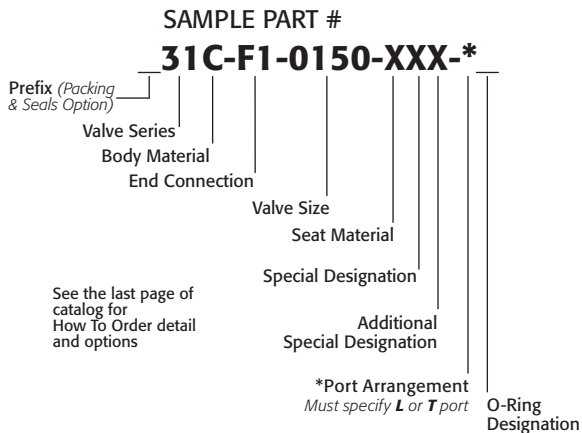 SAMPLE PART #
__31C-F1-0150-XXX-*__
Prefix (Packing
& Seals Option)
Valve Series
Body Material
End Connection
Valve Size
Seat Material
Special Designation
See the last page of
catalog for
How To Order detail
and options
Additional
Special Designation
*Port Arrangement
Must specify L or T port
O-Ring
Designation